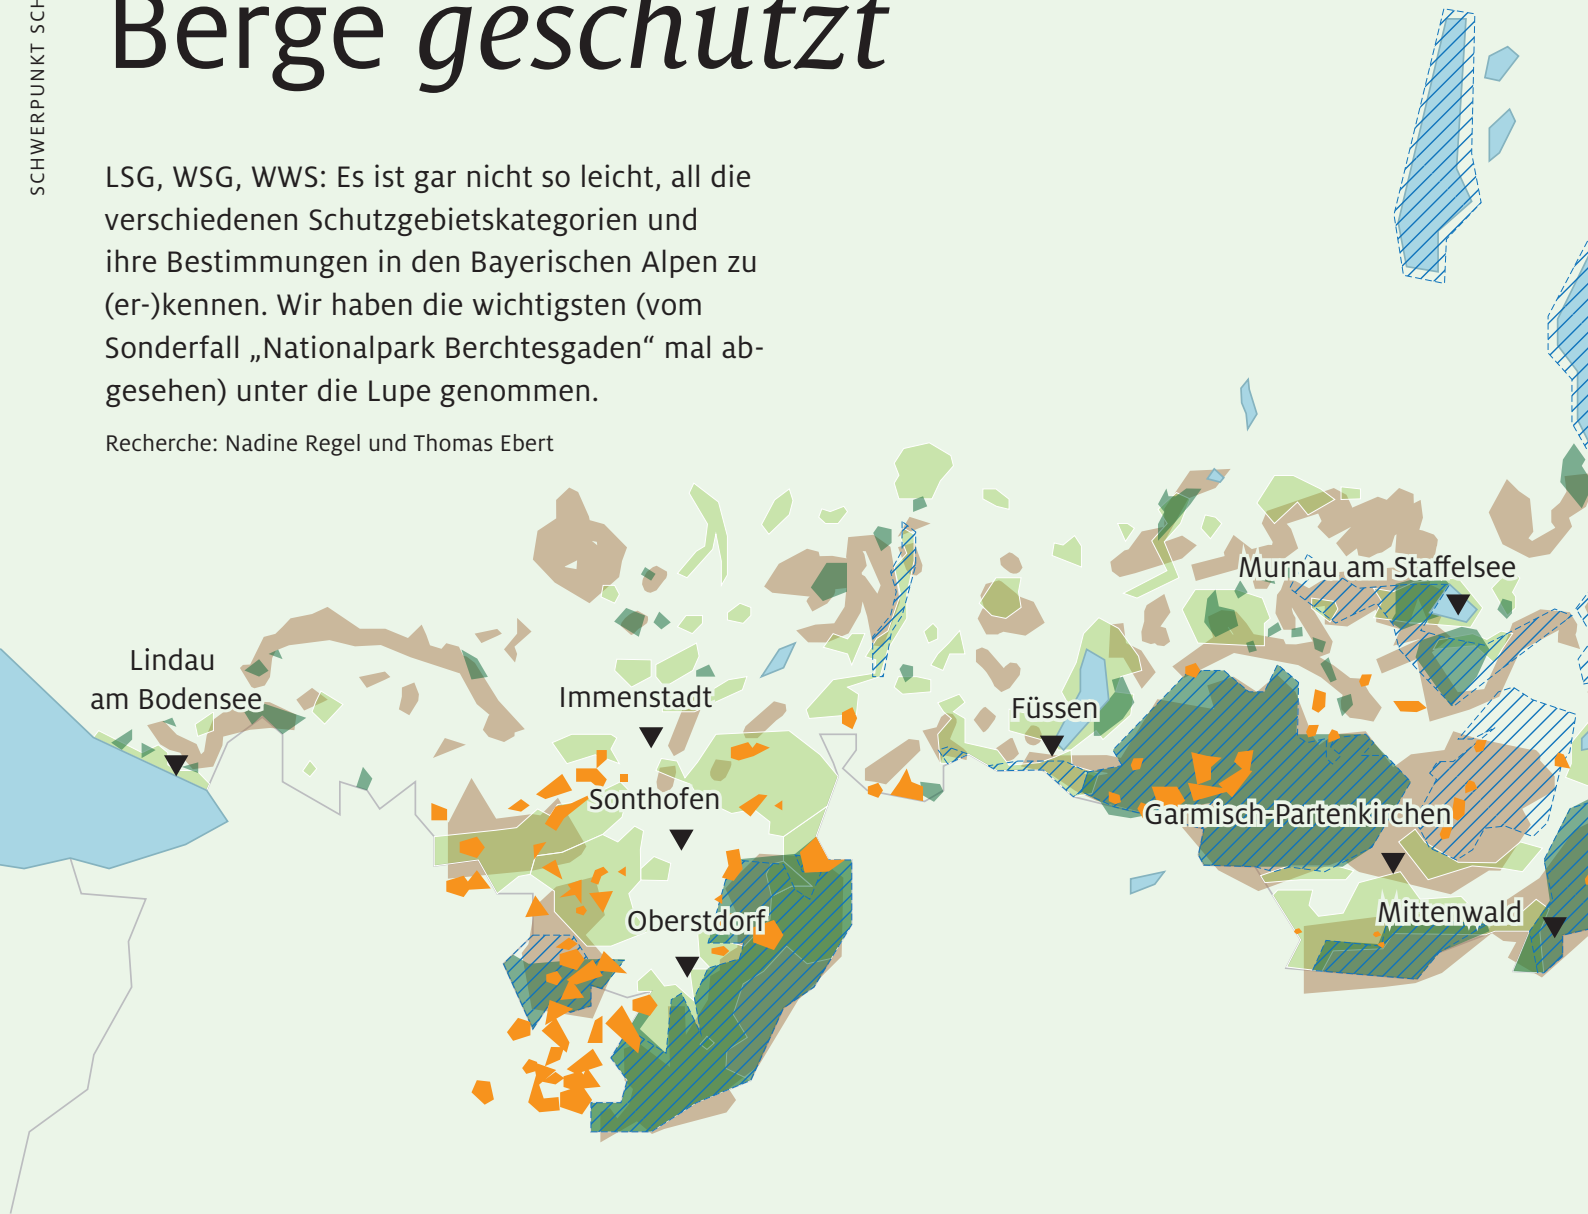 Berge geschützt
SCHWERPUNKT
LSG, WSG, WWS: Es ist gar nicht so leicht, all die
verschiedenen Schutzgebietskategorien und
ihre Bestimmungen in den Bayerischen Alpen zu
(er-)kennen. Wir haben die wichtigsten (vom
Sonderfall „Nationalpark Berchtesgaden“ mal ab-
gesehen) unter die Lupe genommen.
Recherche: Nadine Regel und Thomas Ebert
Murnau am Staffelsee
Lindau
am Bodensee
Immenstadt
Füssen
Sonthofen
Garmisch-Partenkirchen
Oberstdorf
Mittenwald